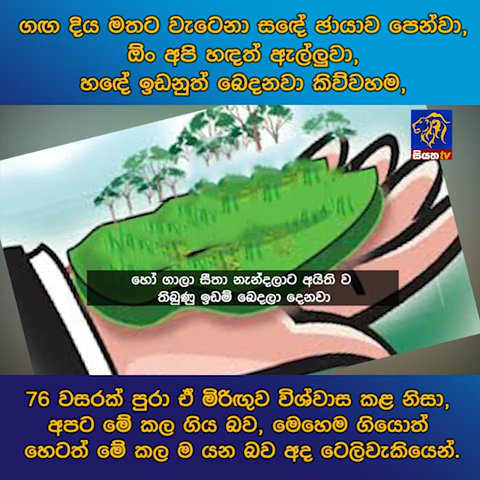 ගඟ දිය මතට වැටෙනා සඳේ ඡායාව පෙන්වා,
ඕං අපි හඳත් ඇල්ලුවා,
හඳේ ඉඩනුත් බෙදනවා කිව්වහම,
සියත tv
හෝ ගාලා සීතා නැන්දලාට අයිති ව
තිබුණු ඉඩම් බෙදලා දෙනවා
76 වසරක් පුරා ඒ මිරිඟුව විශ්වාස කළ නිසා,
අපට මේ කල ගිය බව, මෙහෙම ගියොත්
හෙටත් මේ කල ම යන බව අද ටෙලිවැකියෙන්.